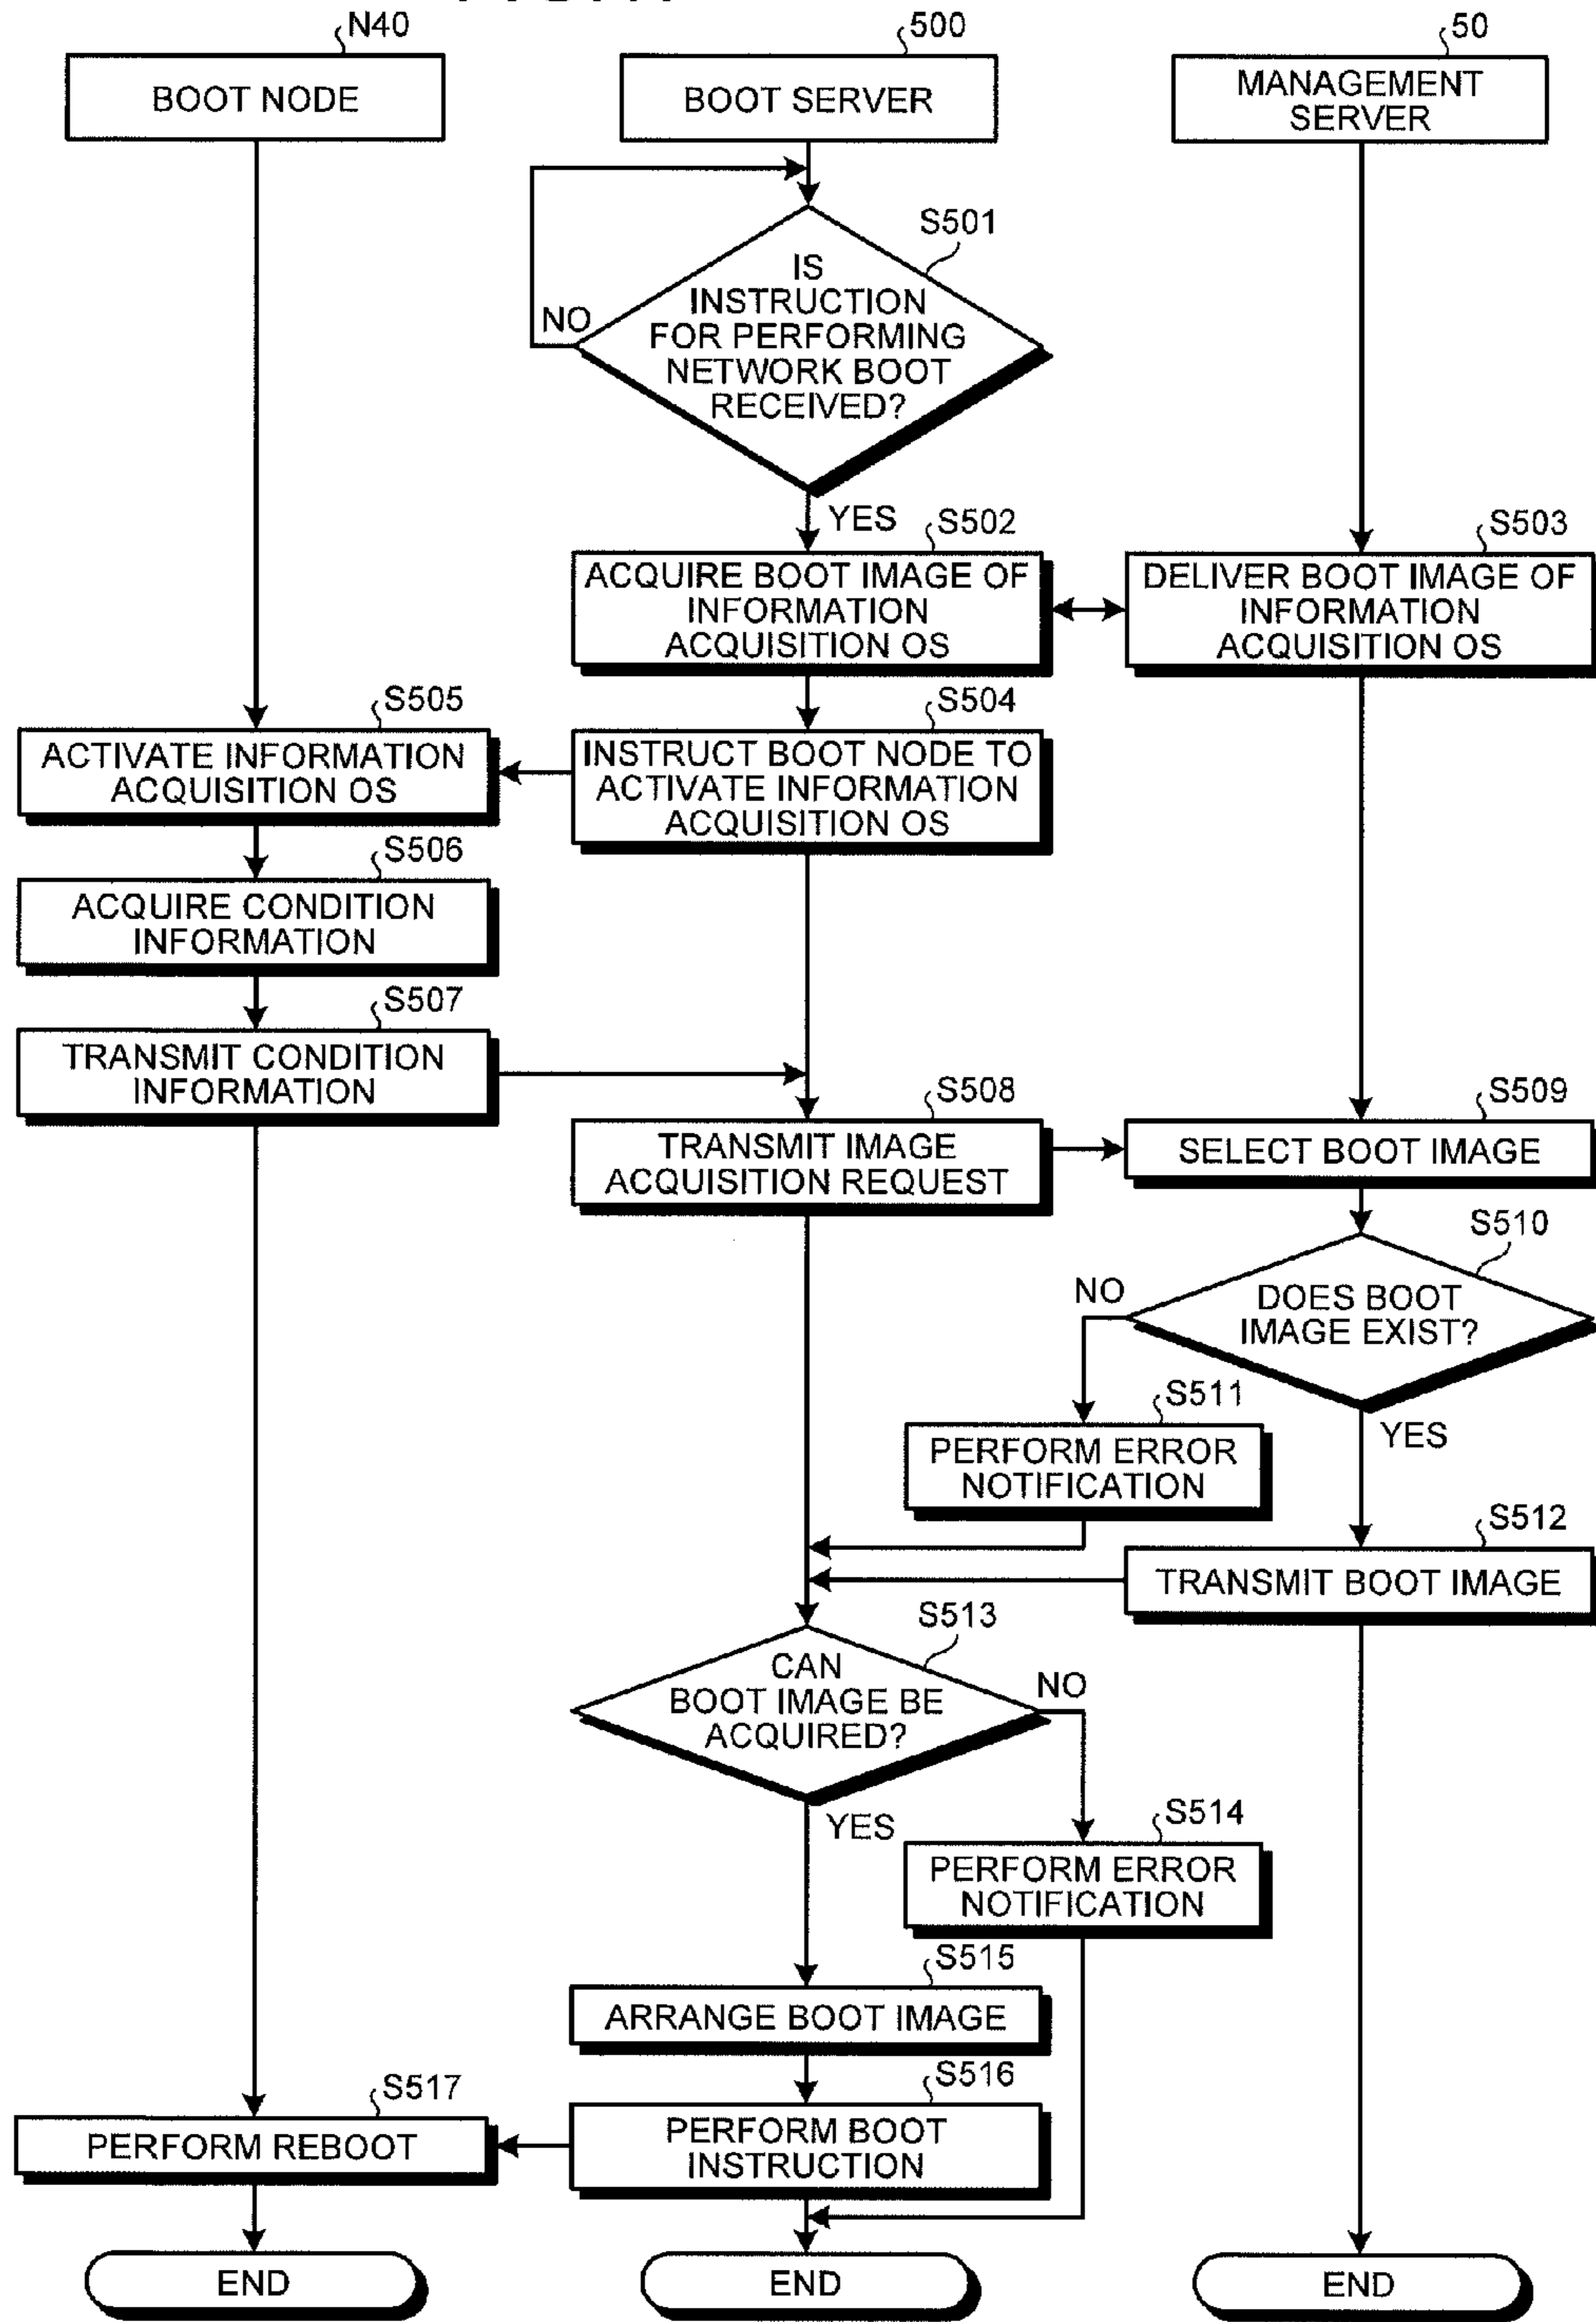 N40
500
50
BOOT NODE
BOOT SERVER
MANAGEMENT
SERVER
S501
IS
INSTRUCTION
FOR PERFORMING
NETWORK BOOT
RECEIVED?
NO
YES
S502
S503
ACQUIRE BOOT IMAGE OF
INFORMATION
ACQUISITION OS
DELIVER BOOT IMAGE OF
INFORMATION
ACQUISITION OS
S505
S504
ACTIVATE INFORMATION
ACQUISITION OS
INSTRUCT BOOT NODE TO
ACTIVATE INFORMATION
ACQUISITION OS
S506
ACQUIRE CONDITION
INFORMATION
S507
TRANSMIT CONDITION
INFORMATION
S508
S509
TRANSMIT IMAGE
ACQUISITION REQUEST
SELECT BOOT IMAGE
S510
DOES BOOT
IMAGE EXIST?
NO
YES
S511
PERFORM ERROR
NOTIFICATION
S512
TRANSMIT BOOT IMAGE
S513
CAN
BOOT IMAGE BE
ACQUIRED?
NO
YES
S514
PERFORM ERROR
NOTIFICATION
S515
ARRANGE BOOT IMAGE
S517
S516
PERFORM REBOOT
PERFORM BOOT
INSTRUCTION
END
END
END